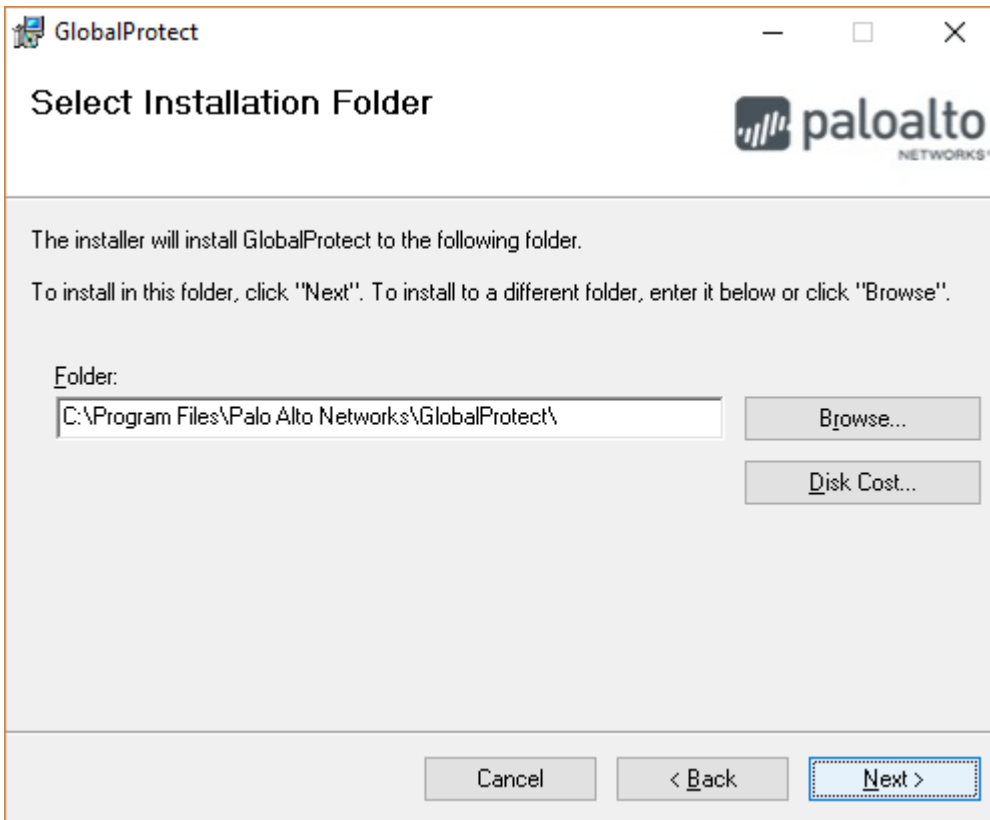 GlobalProtect
Select Installation Folder
paloalto
NETWORKS
The installer will install GlobalProtect to the following folder.
To install in this folder, click "Next". To install to a different folder, enter it below or click "Browse".
Folder:
C:\Program Files\Palo Alto Networks\GlobalProtect\
Browse...
Disk Cost...
Cancel
< Back
Next >